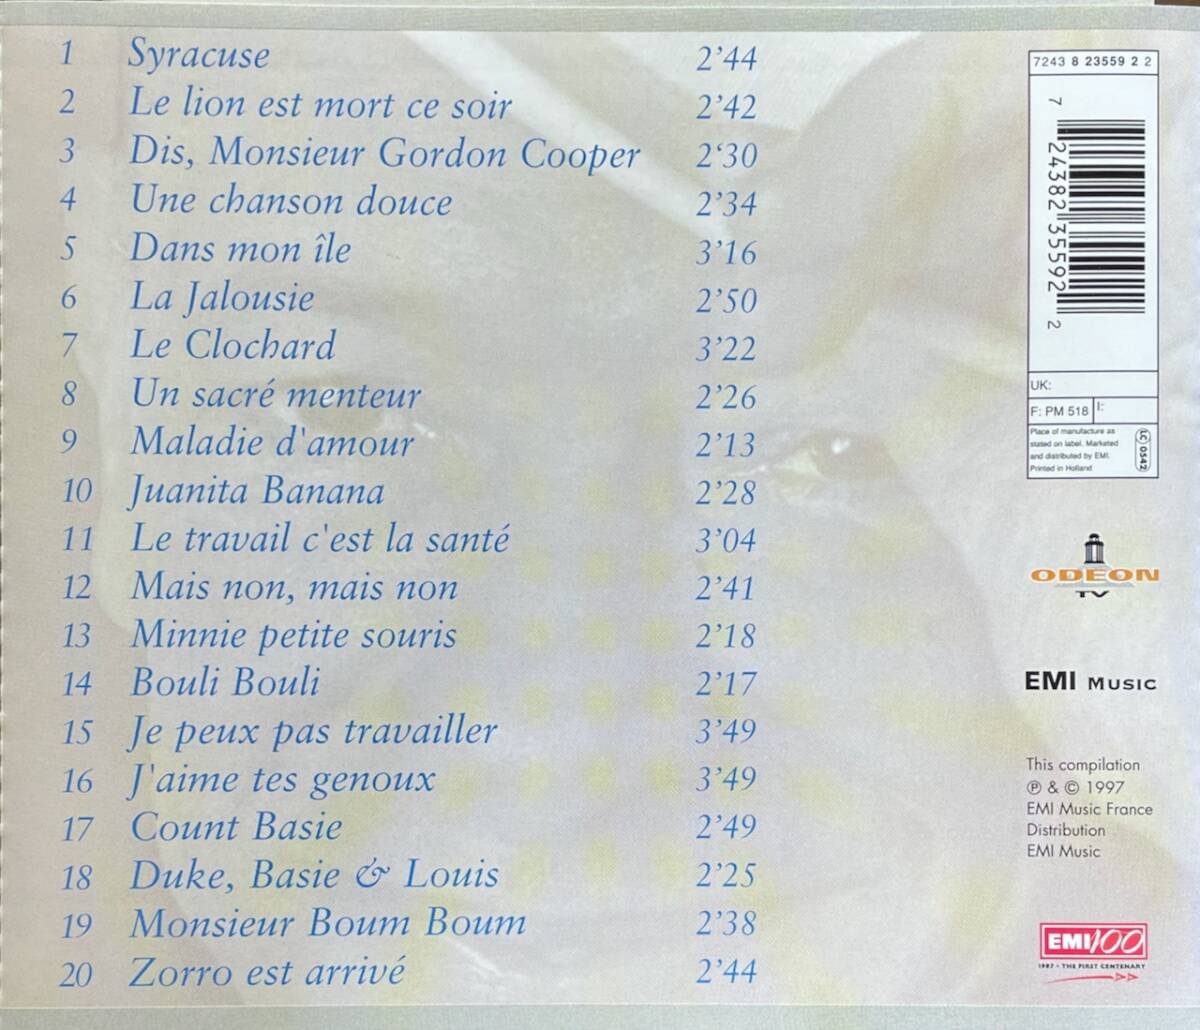 1 Syracuse 2’44
2 Le lion est mort ce soir 2’42
3 Dis, Monsieur Gordon Cooper 2‘30
4 Une chanson douce 2’34
5 Dans mon île 3’16
6 La Jalousie 2’50
7 Le Clochard 3’22
8 Un sacré menteur 2’26
9 Maladie d'amour 2’13
10 Juanita Banana 2’28
11 Le travail c'est la santé 3’04
12 Mais non, mais non 2’41
13 Minnie petite souris 2’18
14 Bouli Bouli 2’17
15 Je peux pas travailler 3’49
16 J'aime tes genoux 3’49
17 Count Basie 2’49
18 Duke, Basie & Louis 2’25
19 Monsieur Boum Boum 2’38
20 Zorro est arrivé 2’44
7243 8 23559 2 2
7 24382 35592 2
UK:
F: PM 518 I:
Place of manufacture as
stated on label. Marketed
and distributed by EMI.
Printed in Holland
LC 0542
ODEON
TV
EMI MUSIC
This compilation
℗ & © 1997
EMI Music France
Distribution
EMI Music
EMI 100
1997 • THE FIRST CENTENARY